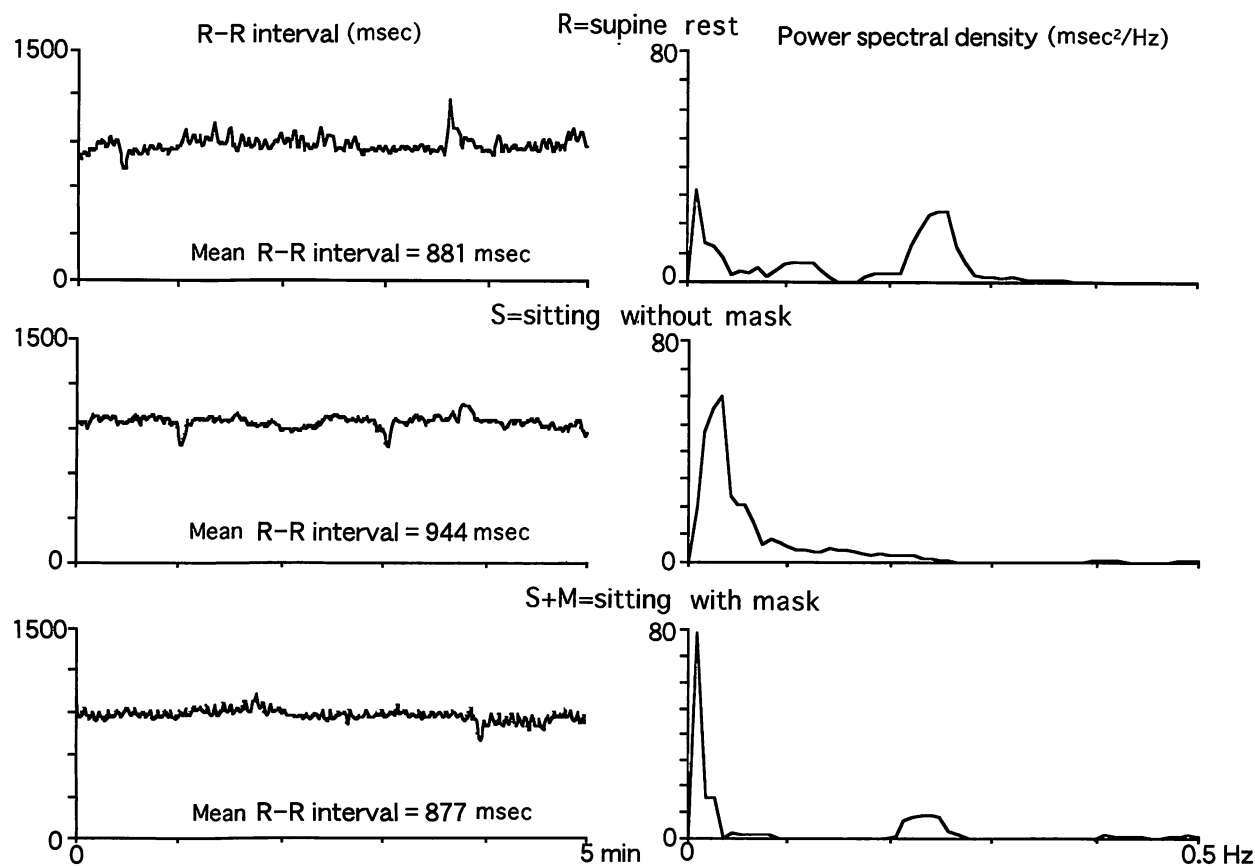 R=supine rest
R-R interval (msec)
Power spectral density (msec²/Hz)
1500
0
Mean R-R interval = 881 msec
80
0
S=sitting without mask
1500
0
Mean R-R interval = 944 msec
80
0
S+M=sitting with mask
1500
0
Mean R-R interval = 877 msec
0
5 min
80
0
0
0.5 Hz